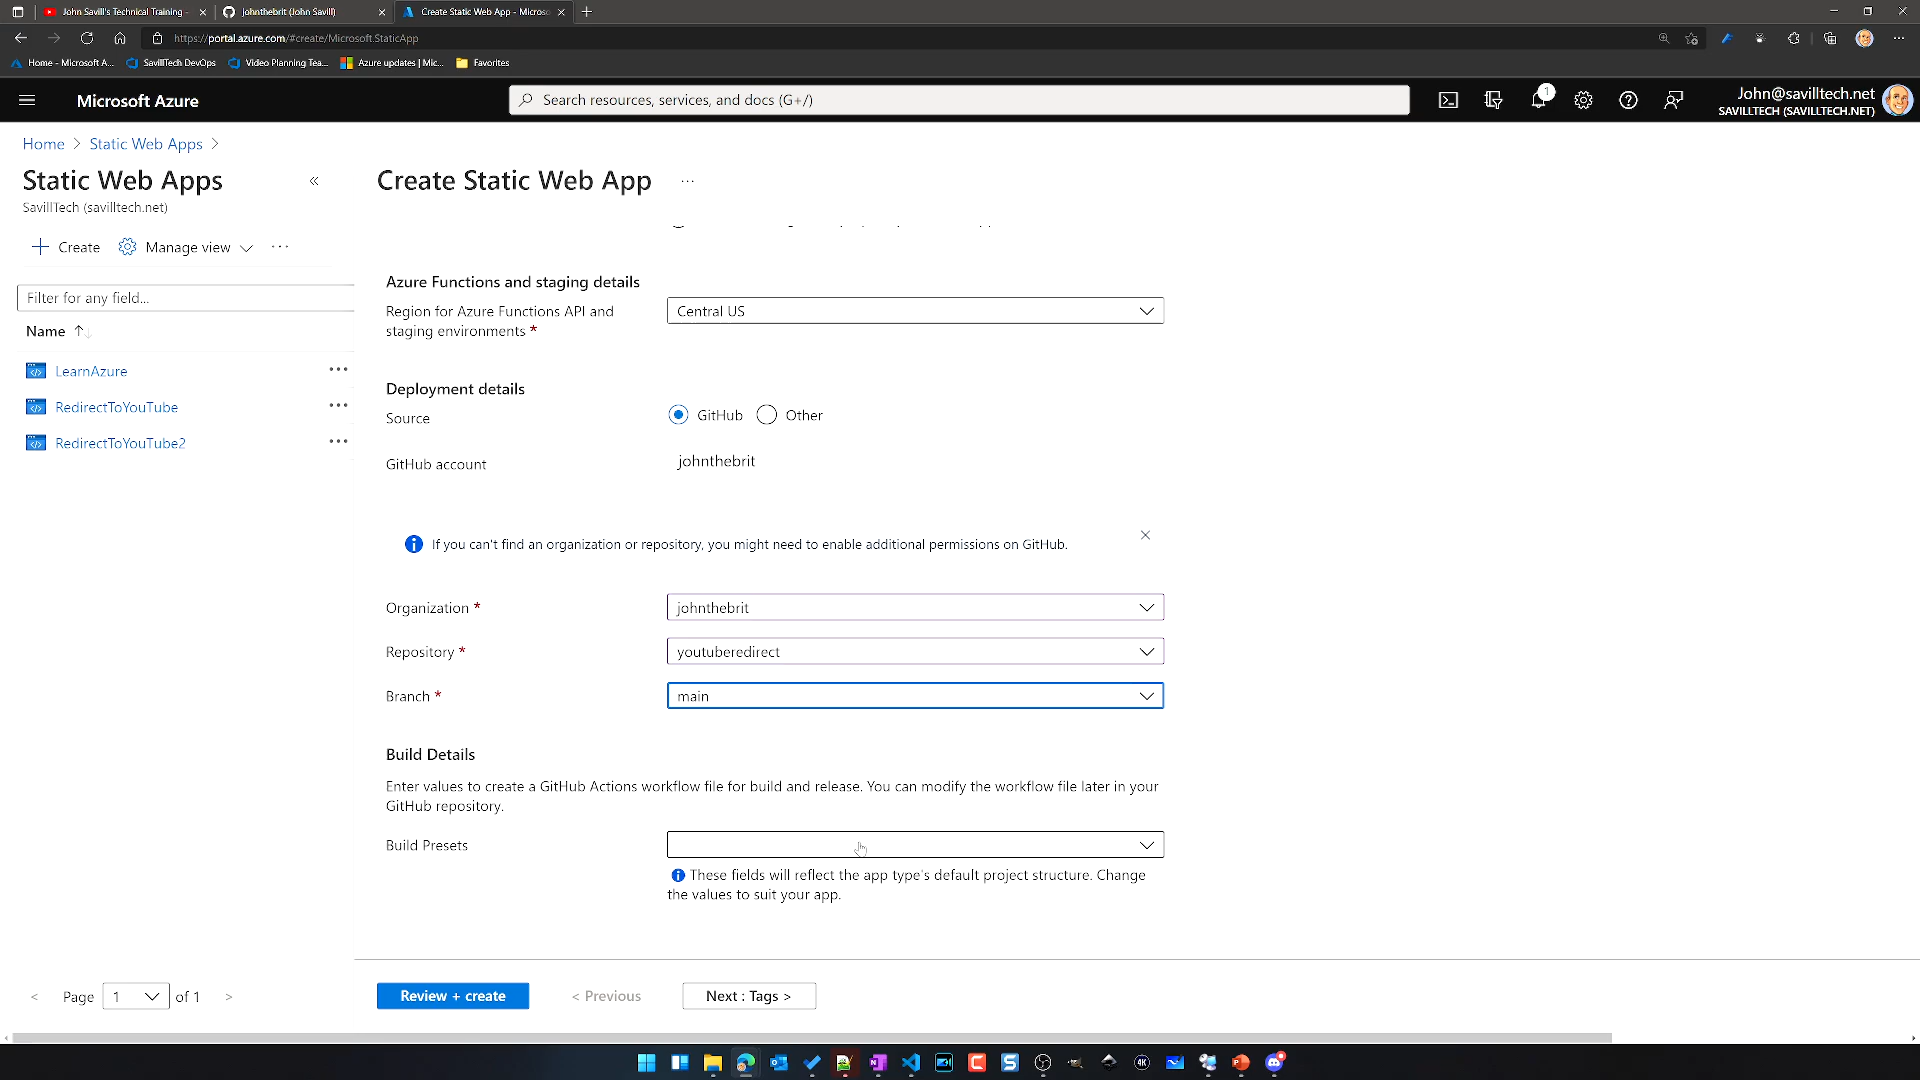 John Savill's Technical Training -
johnthebrit (John Savill)
Create Static Web App - Microso
https://portal.azure.com/#create/Microsoft.StaticApp
Home - Microsoft A...
SavillTech DevOps
Video Planning Tea...
Azure updates | Mic...
Favorites
Microsoft Azure
Search resources, services, and docs (G+/)
1
John@savilltech.net
SAVILLTECH (SAVILLTECH.NET)
Home > Static Web Apps >
Static Web Apps
SavillTech (savilltech.net)
Create
Manage view
Filter for any field...
Name
LearnAzure
RedirectToYouTube
RedirectToYouTube2
Page 1 of 1
Create Static Web App
Azure Functions and staging details
Region for Azure Functions API and
staging environments *
Central US
Deployment details
Source
GitHub
Other
GitHub account
johnthebrit
If you can't find an organization or repository, you might need to enable additional permissions on GitHub.
Organization *
johnthebrit
Repository *
youtuberedirect
Branch *
main
Build Details
Enter values to create a GitHub Actions workflow file for build and release. You can modify the workflow file later in your
GitHub repository.
Build Presets
These fields will reflect the app type's default project structure. Change
the values to suit your app.
Review + create
< Previous
Next : Tags >
4K